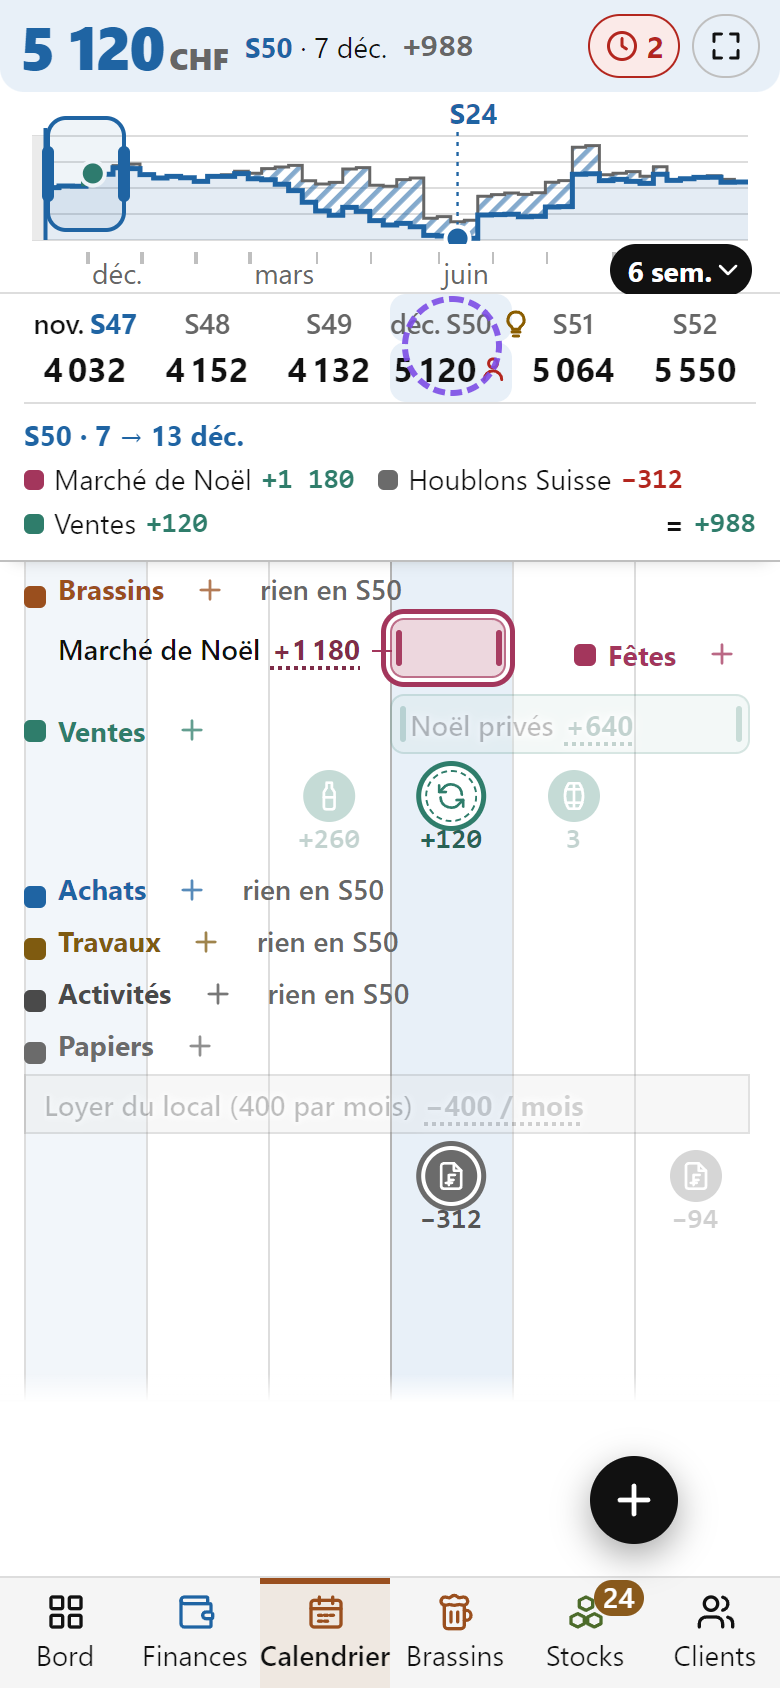 5 120 CHF S50 · 7 déc. +988 2
S24
déc. mars juin 6 sem.
nov. S47 S48 S49 déc. S50 S51 S52
4 032 4 152 4 132 5 120 5 064 5 550
S50 · 7 → 13 déc.
Marché de Noël +1 180 Houblons Suisse −312
Ventes +120 = +988
Brassins + rien en S50
Marché de Noël +1 180 Fêtes +
Noël privés +640
Ventes +
+260 +120 3
Achats + rien en S50
Travaux + rien en S50
Activités + rien en S50
Papiers +
Loyer du local (400 par mois) −400 / mois
−312 −94
+
24
Bord Finances Calendrier Brassins Stocks Clients